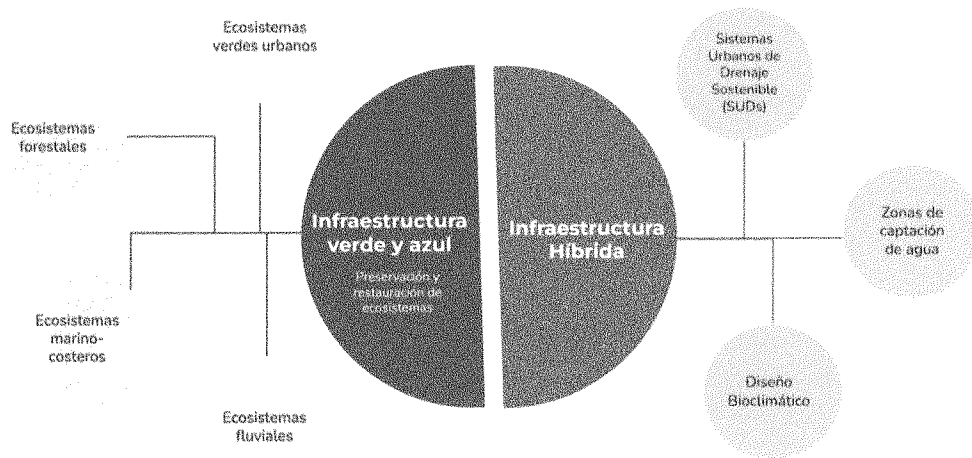 Ecosistemas
verdes urbanos
Ecosistemas
forestales
Ecosistemas
marino-
costeros
Ecosistemas
fluviales
Infraestructura
verde y azul
Preservación y
restauración de
ecosistemas
Infraestructura
Híbrida
Sistemas
Urbanos de
Drenaje
Sostenible
(SUDs)
Zonas de
captación
de agua
Diseño
Bioclimático